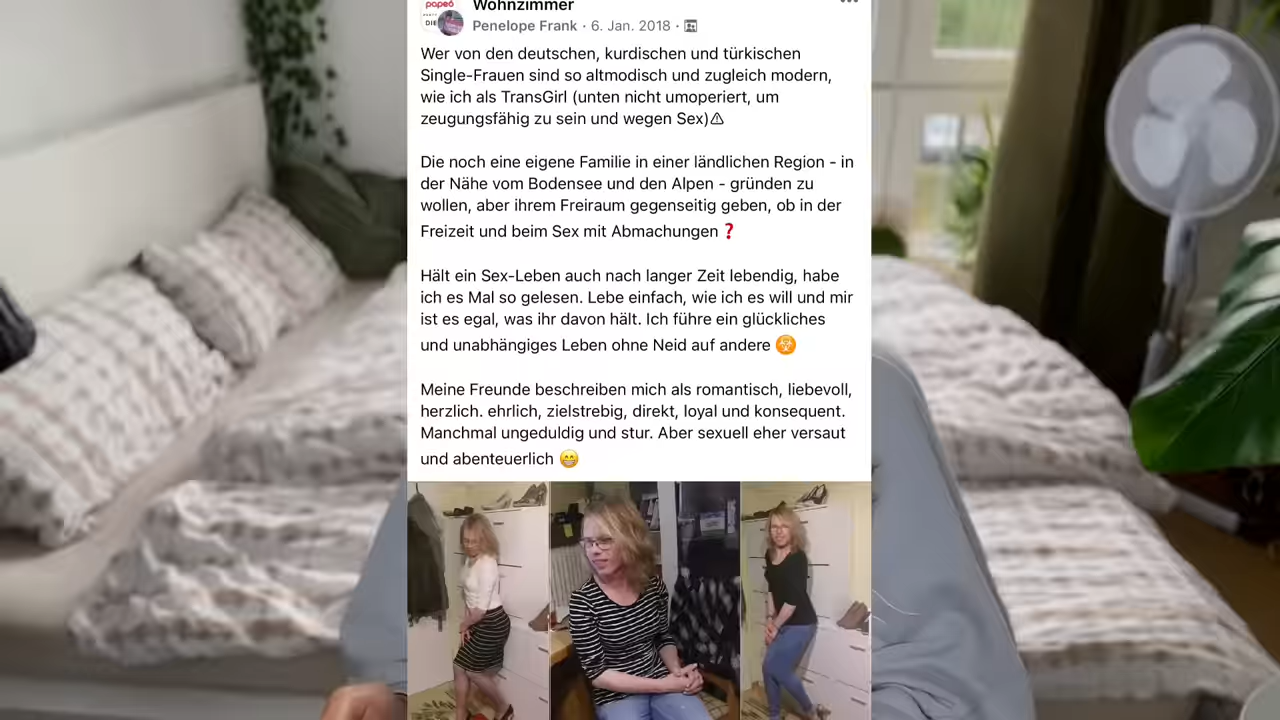 Wohnzimmer
Penelope Frank · 6. Jan. 2018 ·
Wer von den deutschen, kurdischen und türkischen
Single-Frauen sind so altmodisch und zugleich modern,
wie ich als TransGirl (unten nicht umoperiert, um
zeugungsfähig zu sein und wegen Sex)⚠
Die noch eine eigene Familie in einer ländlichen Region - in
der Nähe vom Bodensee und den Alpen - gründen zu
wollen, aber ihrem Freiraum gegenseitig geben, ob in der
Freizeit und beim Sex mit Abmachungen ❓
Hält ein Sex-Leben auch nach langer Zeit lebendig, habe
ich es Mal so gelesen. Lebe einfach, wie ich es will und mir
ist es egal, was ihr davon hält. Ich führe ein glückliches
und unabhängiges Leben ohne Neid auf andere ☣
Meine Freunde beschreiben mich als romantisch, liebevoll,
herzlich. ehrlich, zielstrebig, direkt, loyal und konsequent.
Manchmal ungeduldig und stur. Aber sexuell eher versaut
und abenteuerlich 😁